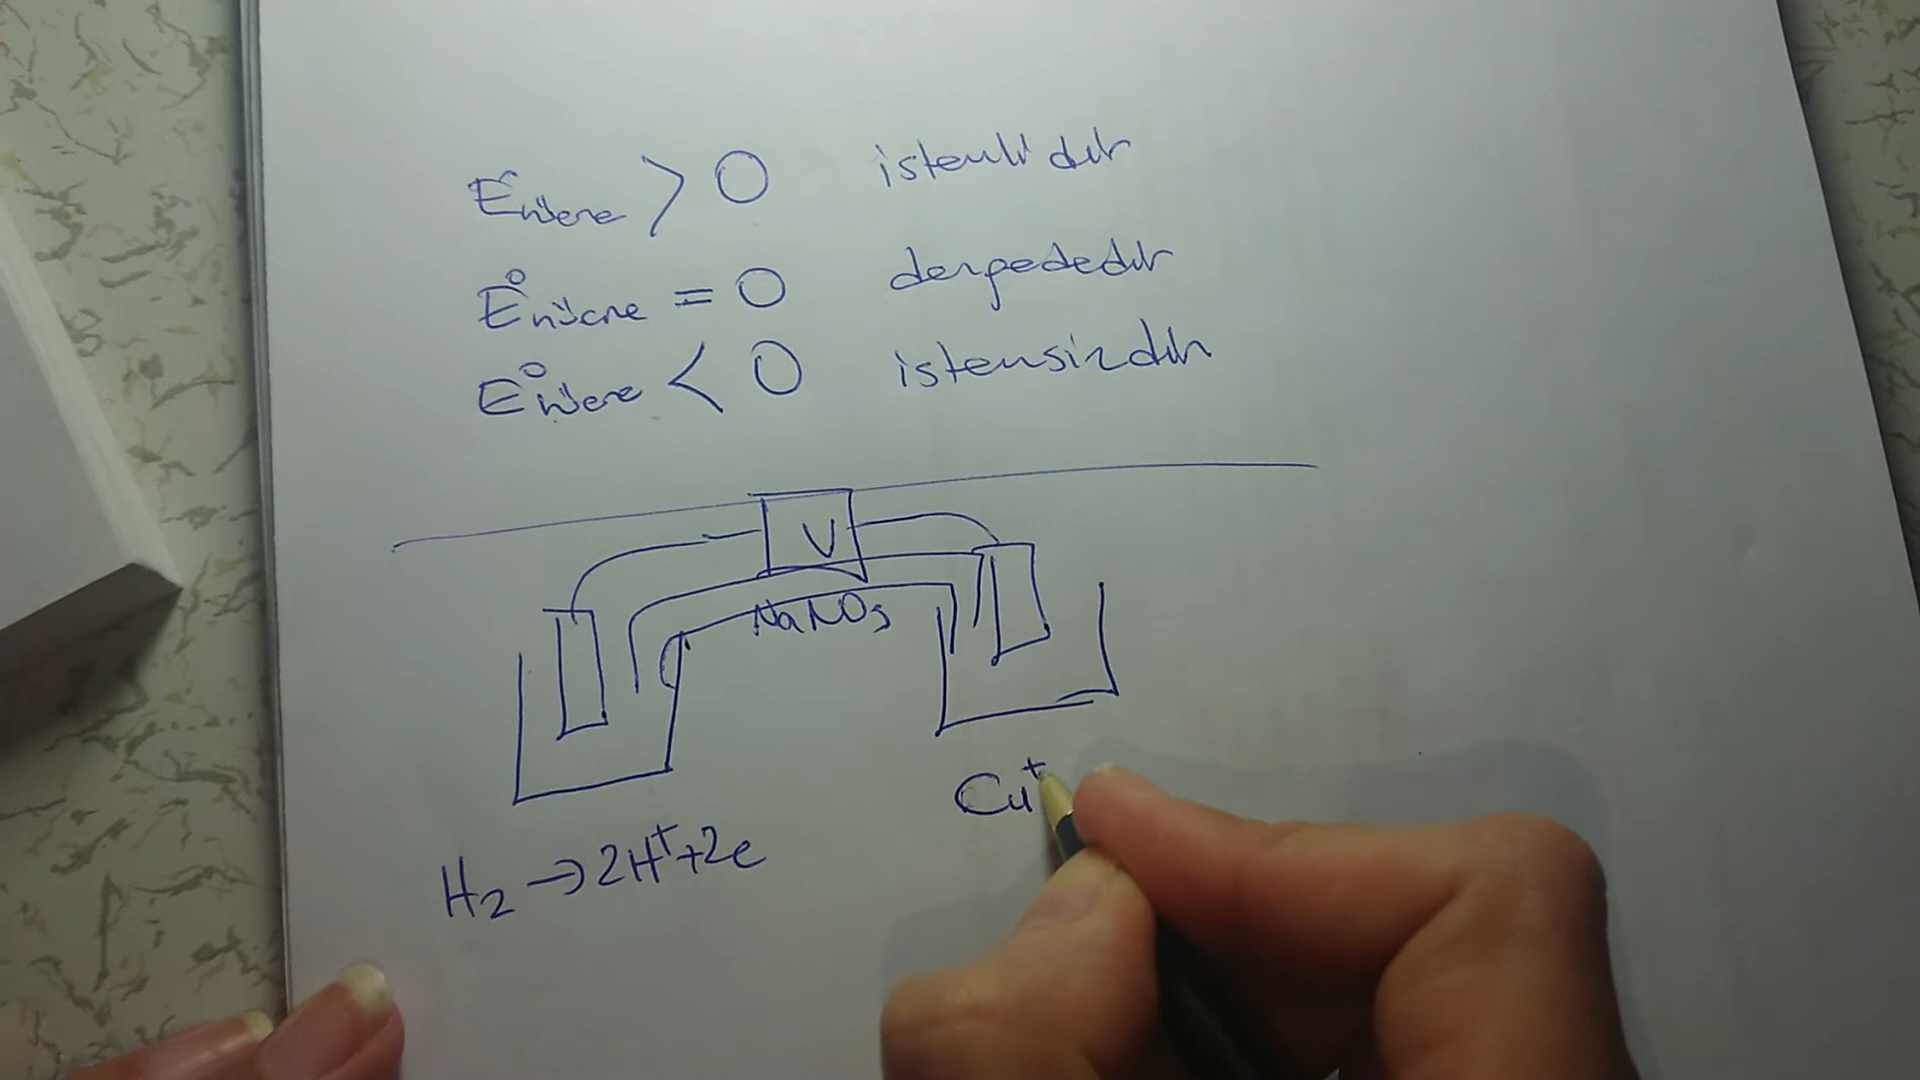 E°hücre > 0 istemlidir
E°hücre = 0 dengededir
E°hücre < 0 istemsizdir
V
NaNO3
Cu+
H2 → 2H+ + 2e